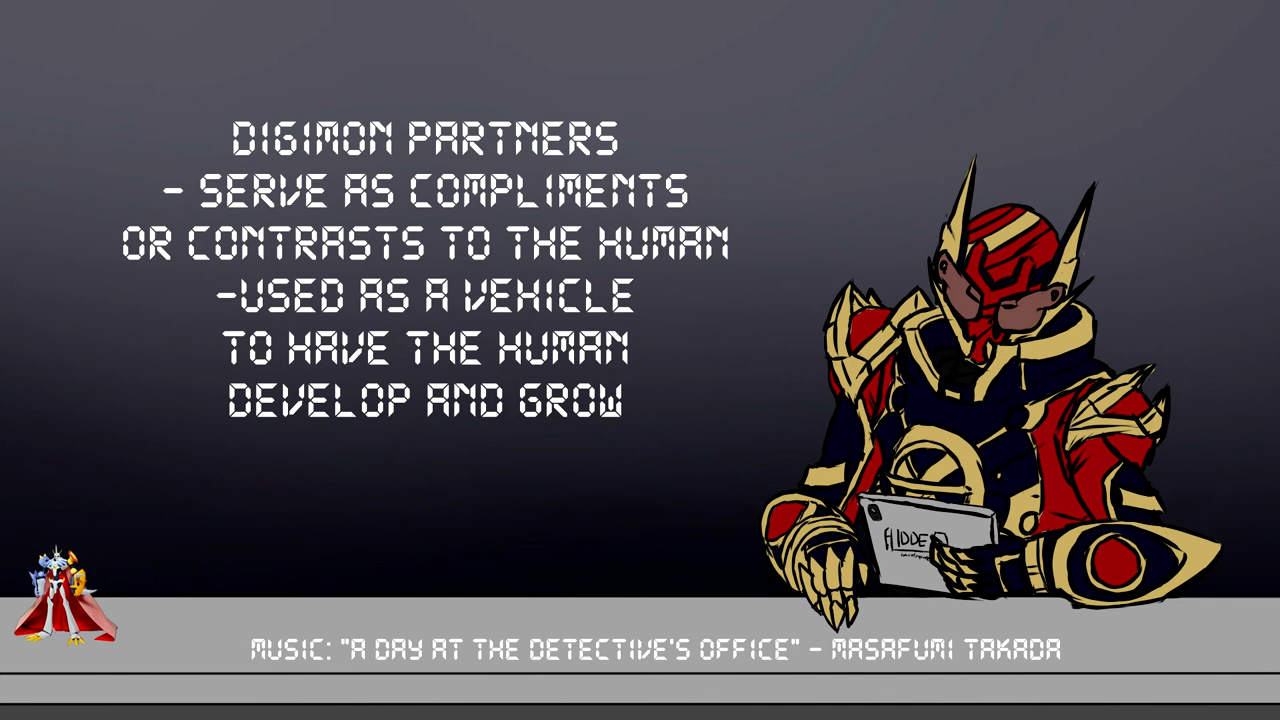 DIGIMON PARTNERS
- SERVE AS COMPLIMENTS
OR CONTRASTS TO THE HUMAN
-USED AS A VEHICLE
TO HAVE THE HUMAN
DEVELOP AND GROW
MUSIC: "A DAY AT THE DETECTIVE'S OFFICE" - MASAFUMI TAKADA